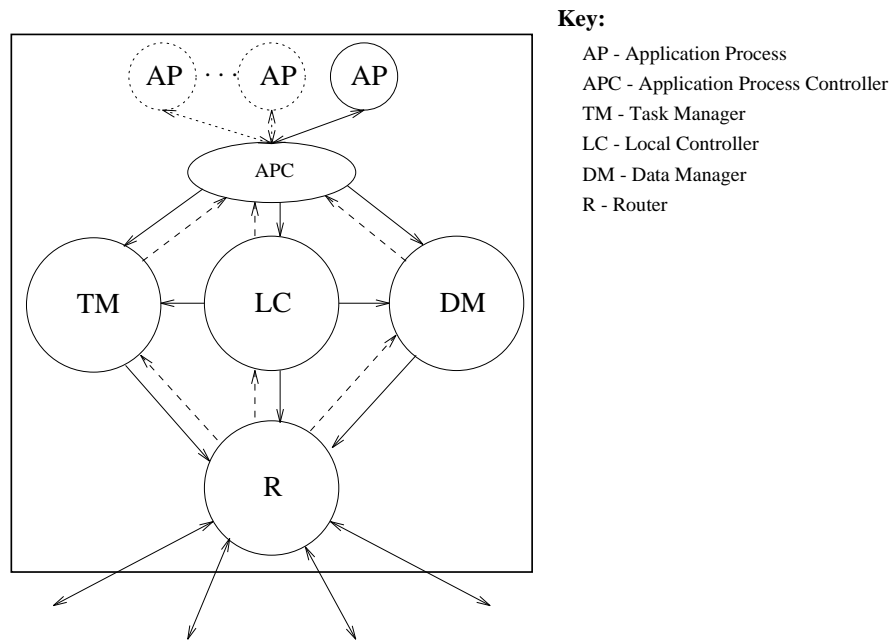 Key:
AP - Application Process
APC - Application Process Controller
TM - Task Manager
LC - Local Controller
DM - Data Manager
R - Router
AP · · · AP AP
APC
TM LC DM
R